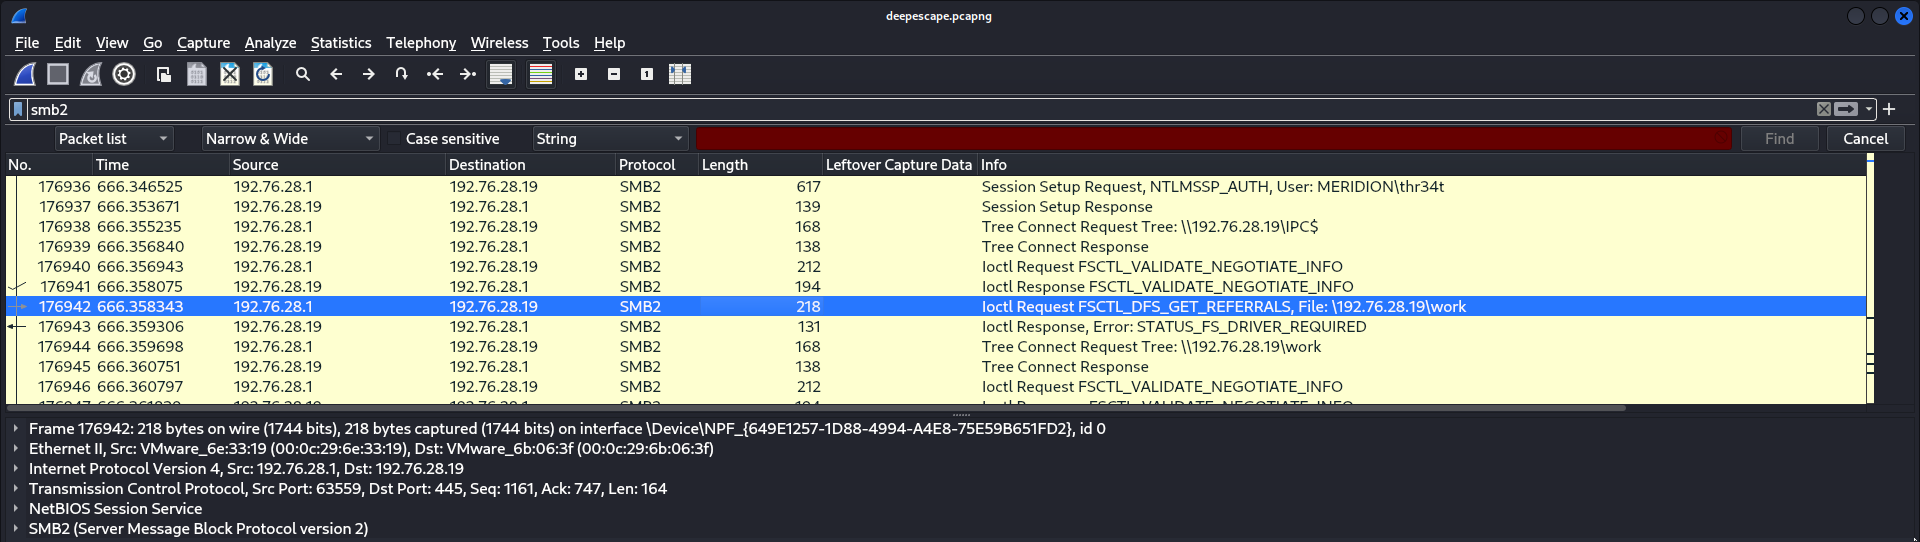 deepescape.pcapng
File Edit View Go Capture Analyze Statistics Telephony Wireless Tools Help
smb2
Packet list Narrow & Wide Case sensitive String Find Cancel
No. Time Source Destination Protocol Length Leftover Capture Data Info
176936 666.346525 192.76.28.1 192.76.28.19 SMB2 617 Session Setup Request, NTLMSSP_AUTH, User: MERIDION\thr34t
176937 666.353671 192.76.28.19 192.76.28.1 SMB2 139 Session Setup Response
176938 666.355235 192.76.28.1 192.76.28.19 SMB2 168 Tree Connect Request Tree: \\192.76.28.19\IPC$
176939 666.356840 192.76.28.19 192.76.28.1 SMB2 138 Tree Connect Response
176940 666.356943 192.76.28.1 192.76.28.19 SMB2 212 Ioctl Request FSCTL_VALIDATE_NEGOTIATE_INFO
176941 666.358075 192.76.28.19 192.76.28.1 SMB2 194 Ioctl Response FSCTL_VALIDATE_NEGOTIATE_INFO
176942 666.358343 192.76.28.1 192.76.28.19 SMB2 218 Ioctl Request FSCTL_DFS_GET_REFERRALS, File: \192.76.28.19\work
176943 666.359306 192.76.28.19 192.76.28.1 SMB2 131 Ioctl Response, Error: STATUS_FS_DRIVER_REQUIRED
176944 666.359698 192.76.28.1 192.76.28.19 SMB2 168 Tree Connect Request Tree: \\192.76.28.19\work
176945 666.360751 192.76.28.19 192.76.28.1 SMB2 138 Tree Connect Response
176946 666.360797 192.76.28.1 192.76.28.19 SMB2 212 Ioctl Request FSCTL_VALIDATE_NEGOTIATE_INFO
Frame 176942: 218 bytes on wire (1744 bits), 218 bytes captured (1744 bits) on interface \Device\NPF_{649E1257-1D88-4994-A4E8-75E59B651FD2}, id 0
Ethernet II, Src: VMware_6e:33:19 (00:0c:29:6e:33:19), Dst: VMware_6b:06:3f (00:0c:29:6b:06:3f)
Internet Protocol Version 4, Src: 192.76.28.1, Dst: 192.76.28.19
Transmission Control Protocol, Src Port: 63559, Dst Port: 445, Seq: 1161, Ack: 747, Len: 164
NetBIOS Session Service
SMB2 (Server Message Block Protocol version 2)